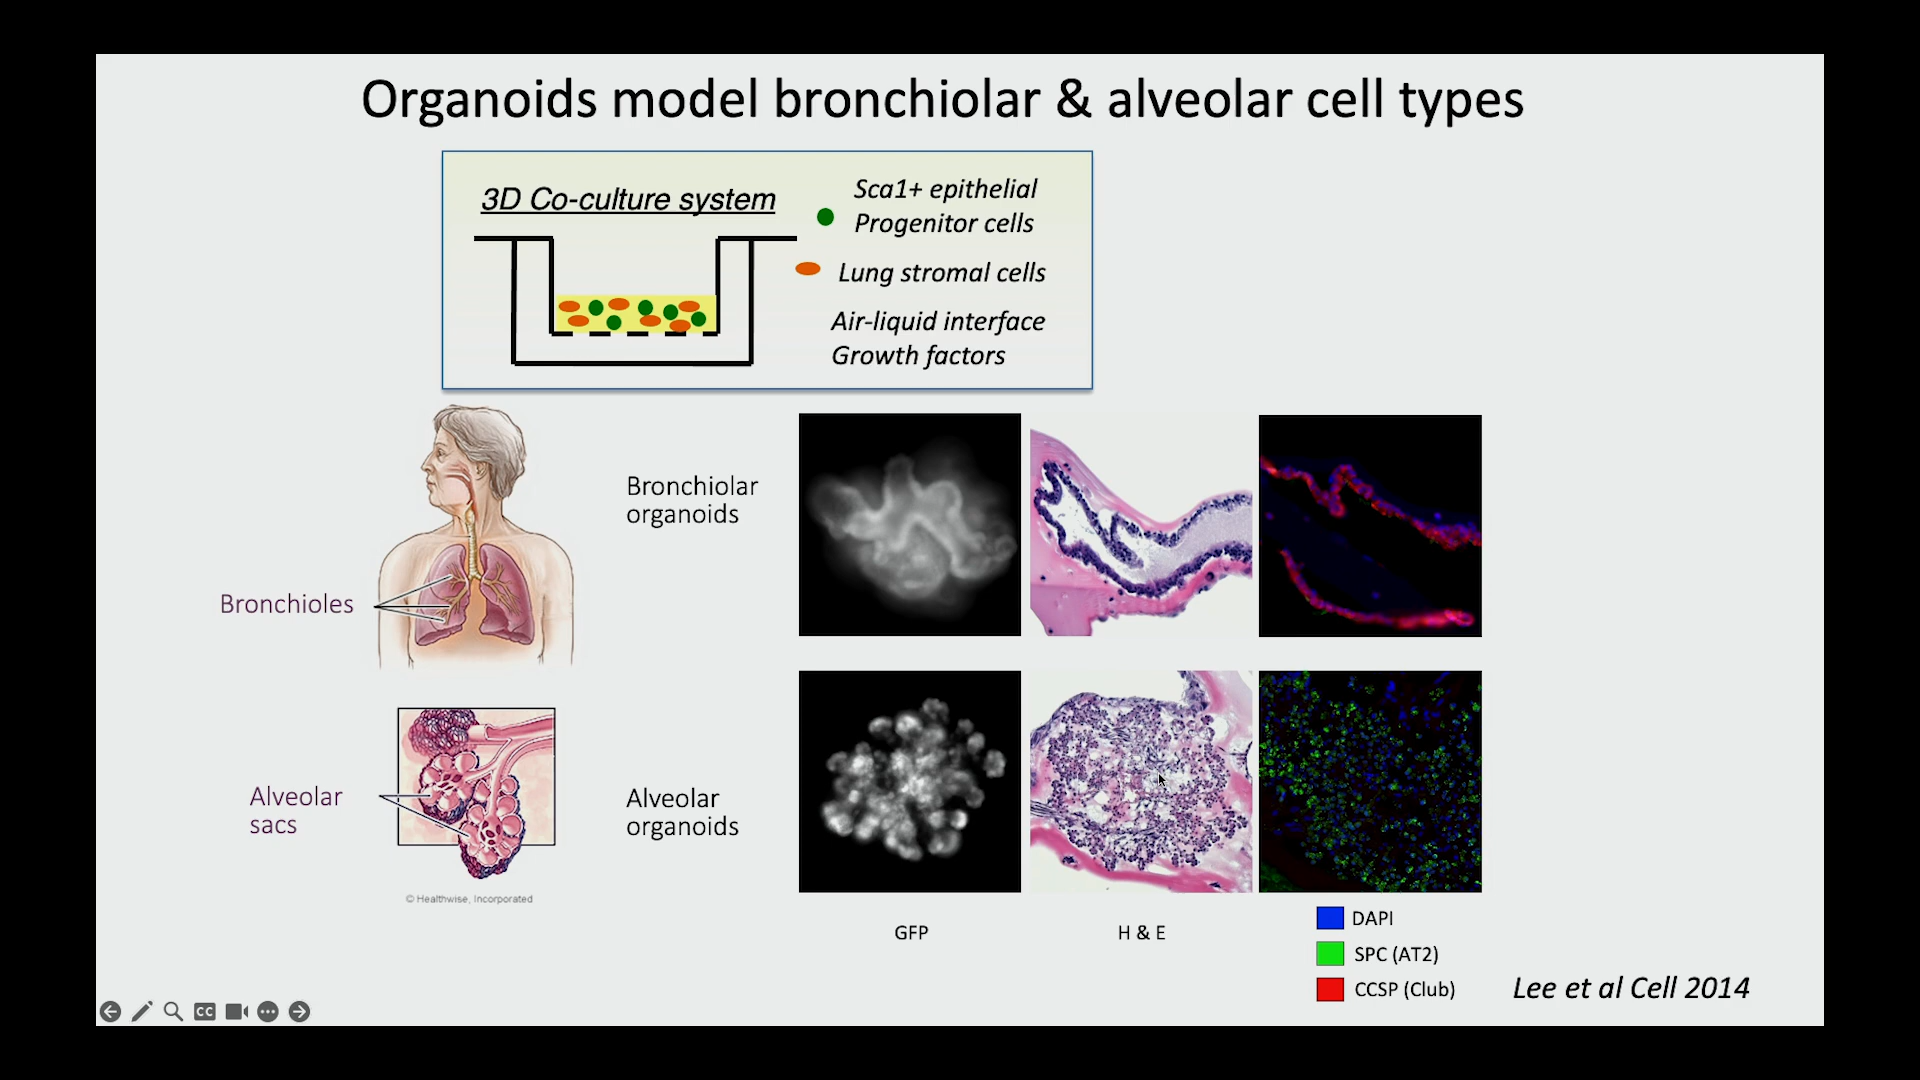 Organoids model bronchiolar & alveolar cell types
3D Co-culture system
Sca1+ epithelial
Progenitor cells
Lung stromal cells
Air-liquid interface
Growth factors
Bronchiolar
organoids
Bronchioles
Alveolar
sacs
Alveolar
organoids
© Healthwise, Incorporated
GFP
H & E
DAPI
SPC (AT2)
CCSP (Club)
Lee et al Cell 2014
CC